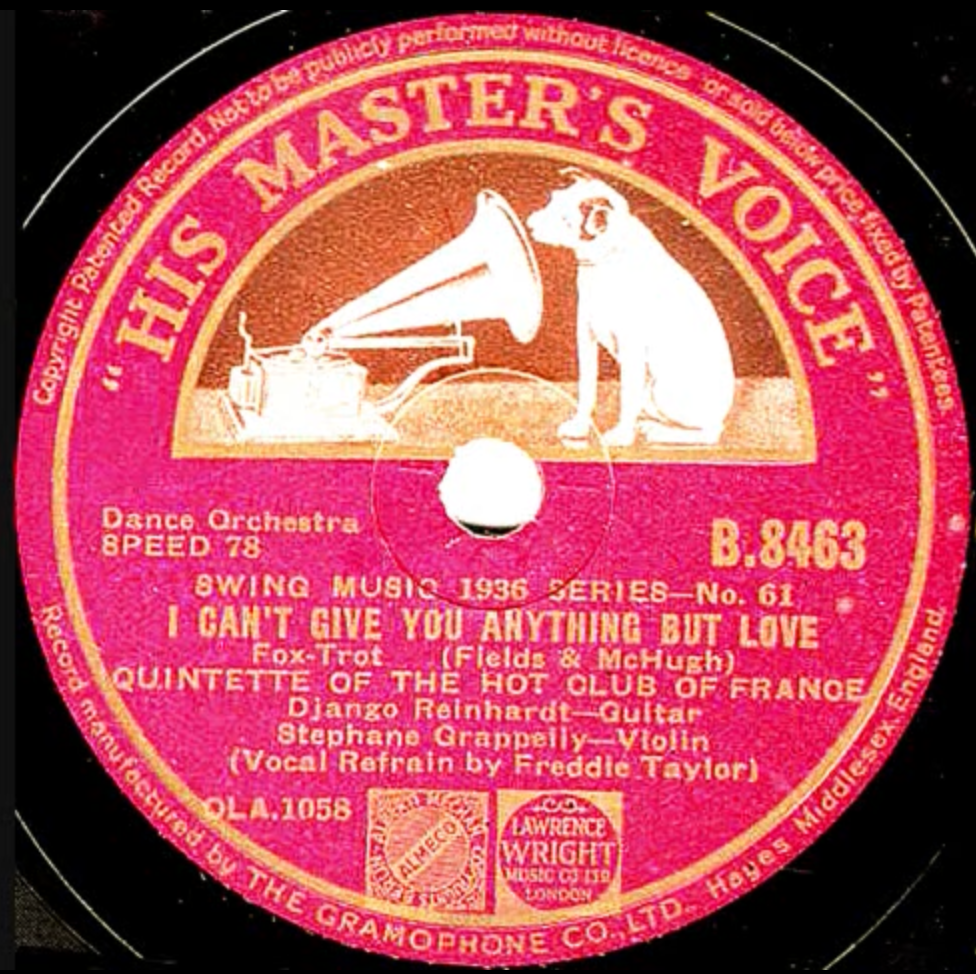 Copyright. Patented Record. Not to be publicly performed without licence or sold below price fixed by Patentees.
"HIS MASTER'S VOICE"
Dance Orchestra
SPEED 78
B.8463
SWING MUSIC 1936 SERIES—No. 61
I CAN'T GIVE YOU ANYTHING BUT LOVE
Fox-Trot (Fields & McHugh)
QUINTETTE OF THE HOT CLUB OF FRANCE
Django Reinhardt—Guitar
Stephane Grappelly—Violin
(Vocal Refrain by Freddie Taylor)
OLA.1058
ALMECO
LAWRENCE
WRIGHT
MUSIC CO LTD
LONDON
Record manufactured by THE GRAMOPHONE CO., LTD. Hayes Middlesex. England.